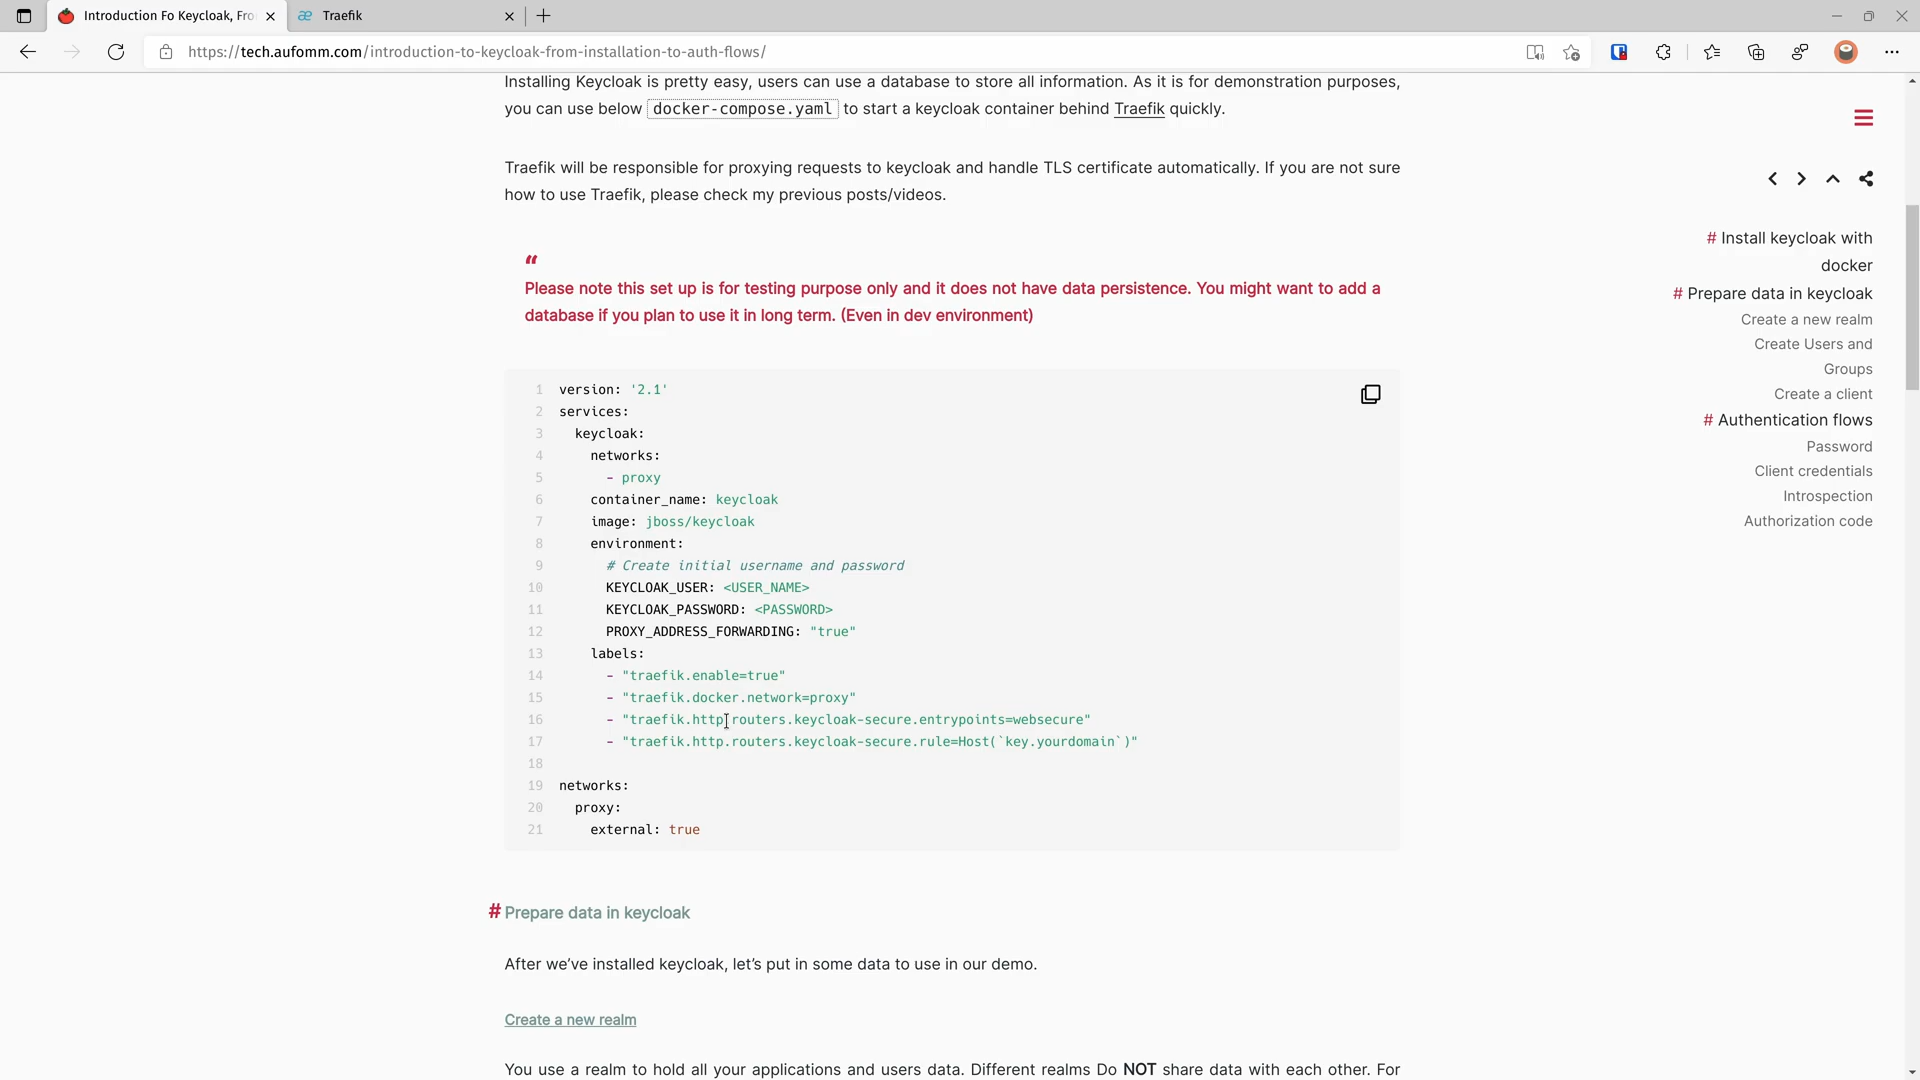 Introduction Fo Keycloak, Fro
Traefik
https://tech.aufomm.com/introduction-to-keycloak-from-installation-to-auth-flows/
Installing Keycloak is pretty easy, users can use a database to store all information. As it is for demonstration purposes,
you can use below docker-compose.yaml to start a keycloak container behind Traefik quickly.
Traefik will be responsible for proxying requests to keycloak and handle TLS certificate automatically. If you are not sure
how to use Traefik, please check my previous posts/videos.
“
Please note this set up is for testing purpose only and it does not have data persistence. You might want to add a
database if you plan to use it in long term. (Even in dev environment)
1 version: '2.1'
2 services:
3 keycloak:
4 networks:
5 - proxy
6 container_name: keycloak
7 image: jboss/keycloak
8 environment:
9 # Create initial username and password
10 KEYCLOAK_USER: <USER_NAME>
11 KEYCLOAK_PASSWORD: <PASSWORD>
12 PROXY_ADDRESS_FORWARDING: "true"
13 labels:
14 - "traefik.enable=true"
15 - "traefik.docker.network=proxy"
16 - "traefik.http.routers.keycloak-secure.entrypoints=websecure"
17 - "traefik.http.routers.keycloak-secure.rule=Host(`key.yourdomain`)"
18
19 networks:
20 proxy:
21 external: true
# Prepare data in keycloak
After we’ve installed keycloak, let’s put in some data to use in our demo.
Create a new realm
You use a realm to hold all your applications and users data. Different realms Do NOT share data with each other. For
# Install keycloak with
docker
# Prepare data in keycloak
Create a new realm
Create Users and
Groups
Create a client
# Authentication flows
Password
Client credentials
Introspection
Authorization code